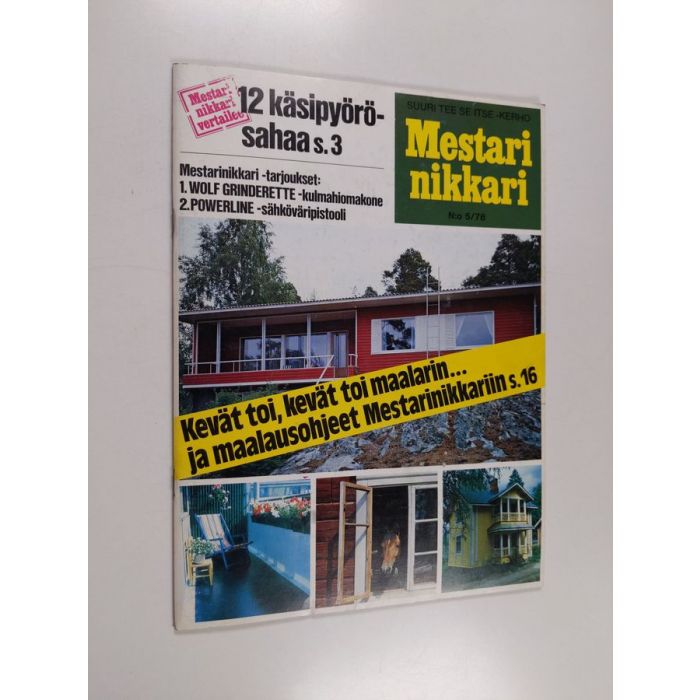 Mestari
nikkari
vertailee
12 käsipyörö-
sahaa s.3
Mestarinikkari -tarjoukset:
1. WOLF GRINDERETTE -kulmahiomakone
2. POWERLINE -sähköväripistooli
SUURI TEE SE ITSE -KERHO
Mestari
nikkari
N:o 5/78
Kevät toi, kevät toi maalarin...
ja maalausohjeet Mestarinikkariin s.16